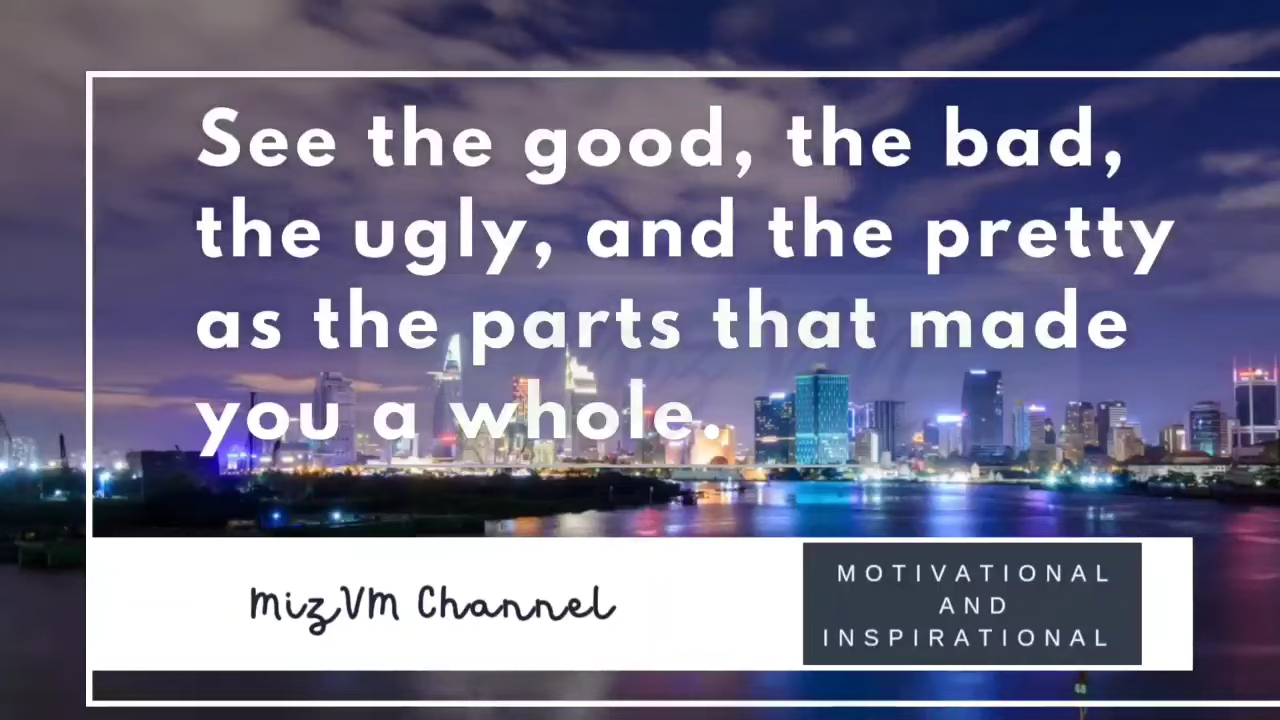 See the good, the bad,
the ugly, and the pretty
as the parts that made
you a whole.
MizVM Channel
MOTIVATIONAL
AND
INSPIRATIONAL